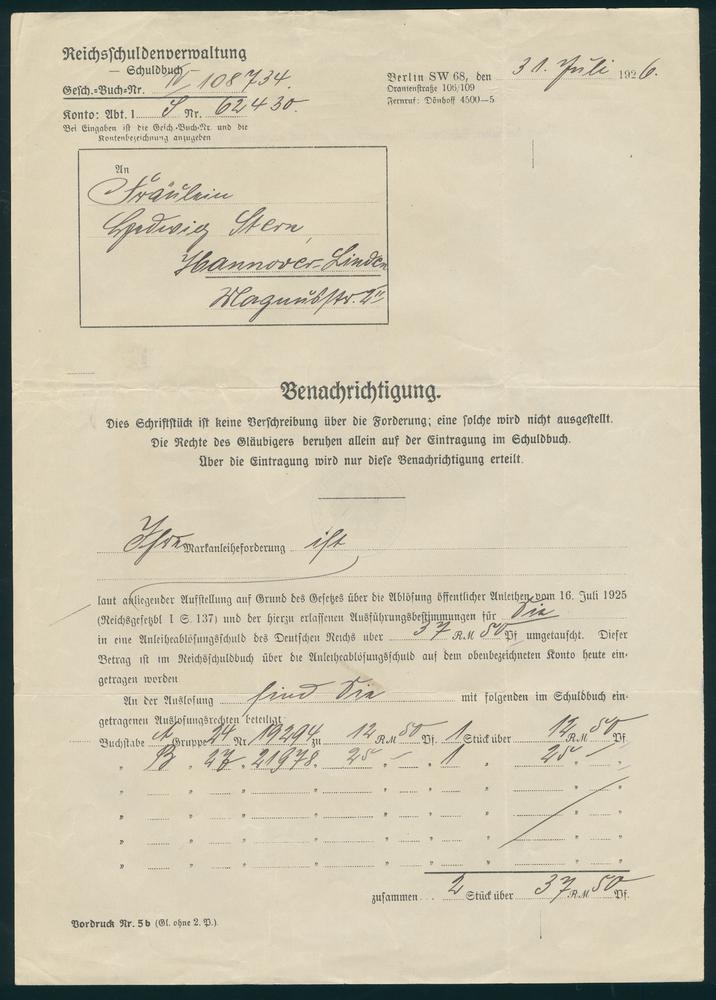 Reichsschuldenverwaltung
— Schuldbuch —
Gesch.=Buch=Nr. IV/108734.
Konto: Abt. I S Nr. 62430.
Bei Eingaben ist die Gesch.-Buch-Nr. und die
Kontenbezeichnung anzugeben
Berlin SW 68, den 31. Juli 1926.
Oranienstraße 106/109
Fernruf: Dönhoff 4500—5
An
Fräulein
Hedwig Stern,
Hannover-Linden
Magnusstr.
Benachrichtigung.
Dies Schriftstück ist keine Verschreibung über die Forderung; eine solche wird nicht ausgestellt.
Die Rechte des Gläubigers beruhen allein auf der Eintragung im Schuldbuch.
Über die Eintragung wird nur diese Benachrichtigung erteilt.
Ihre Markanleiheforderung ist
laut anliegender Aufstellung auf Grund des Gesetzes über die Ablösung öffentlicher Anleihen vom 16. Juli 1925
(Reichsgesetzbl I S. 137) und der hierzu erlassenen Ausführungsbestimmungen für Sie
in eine Anleiheablösungsschuld des Deutschen Reichs über 37 RM 50 Pf umgetauscht. Dieser
Betrag ist im Reichsschuldbuch über die Anleiheablösungsschuld auf dem obenbezeichneten Konto heute ein-
getragen worden
An der Auslosung sind Sie mit folgenden im Schuldbuch ein-
getragenen Auslosungsrechten beteiligt
Buchstabe A Gruppe 24 Nr. 19294 zu 12 RM 50 Pf. 1 Stück über 12 RM 50 Pf.
" B " 27 " 21978. " 25 " — " 1 " 25 " — "
" " " " " " " " "
" " " " " " " " "
" " " " " " " " "
" " " " " " " " "
zusammen 2 Stück über 37 RM 50 Pf.
Vordruck Nr. 5b (Gl. ohne 2. P.).